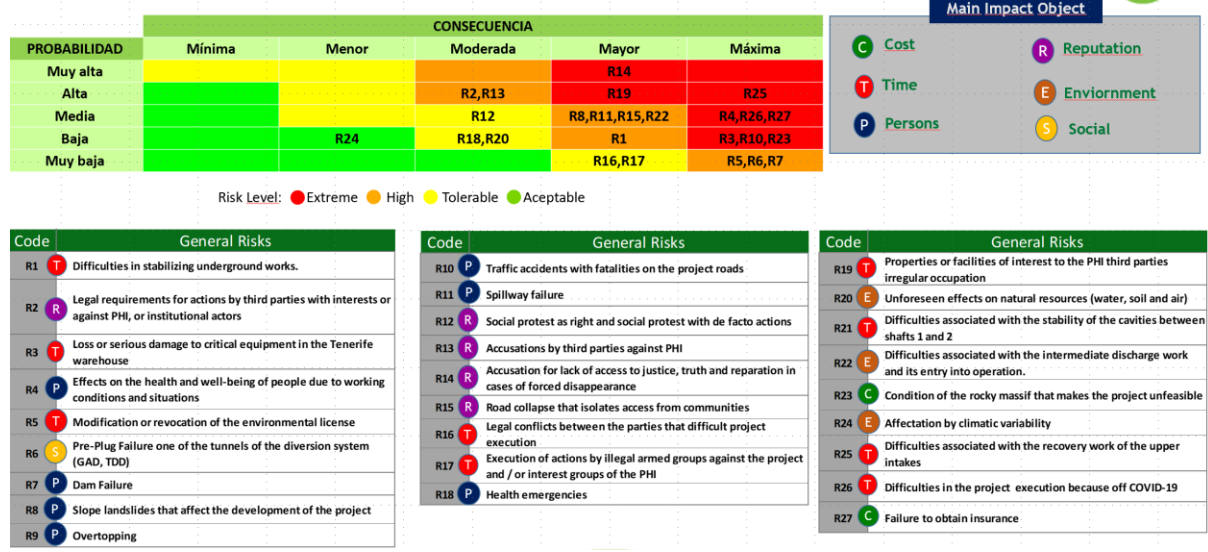 Main Impact Object
CONSECUENCIA
PROBABILIDAD Mínima Menor Moderada Mayor Máxima
Muy alta R14
Alta R2,R13 R19 R25
Media R12 R8,R11,R15,R22 R4,R26,R27
Baja R24 R18,R20 R1 R3,R10,R23
Muy baja R16,R17 R5,R6,R7
C Cost R Reputation
T Time E Enviornment
P Persons S Social
Risk Level: Extreme High Tolerable Aceptable
Code General Risks
R1 T Difficulties in stabilizing underground works.
R2 R Legal requirements for actions by third parties with interests or
against PHI, or institutional actors
R3 T Loss or serious damage to critical equipment in the Tenerife
warehouse
R4 P Effects on the health and well-being of people due to working
conditions and situations
R5 T Modification or revocation of the environmental license
R6 S Pre-Plug Failure one of the tunnels of the diversion system
(GAD, TDD)
R7 P Dam Failure
R8 P Slope landslides that affect the development of the project
R9 P Overtopping
Code General Risks
R10 P Traffic accidents with fatalities on the project roads
R11 P Spillway failure
R12 R Social protest as right and social protest with de facto actions
R13 R Accusations by third parties against PHI
R14 R Accusation for lack of access to justice, truth and reparation in
cases of forced disappearance
R15 R Road collapse that isolates access from communities
R16 T Legal conflicts between the parties that difficult project
execution
R17 T Execution of actions by illegal armed groups against the project
and / or interest groups of the PHI
R18 P Health emergencies
Code General Risks
R19 T Properties or facilities of interest to the PHI third parties
irregular occupation
R20 E Unforeseen effects on natural resources (water, soil and air)
R21 T Difficulties associated with the stability of the cavities between
shafts 1 and 2
R22 E Difficulties associated with the intermediate discharge work
and its entry into operation.
R23 C Condition of the rocky massif that makes the project unfeasible
R24 E Affectation by climatic variability
R25 T Difficulties associated with the recovery work of the upper
intakes
R26 T Difficulties in the project execution because off COVID-19
R27 C Failure to obtain insurance